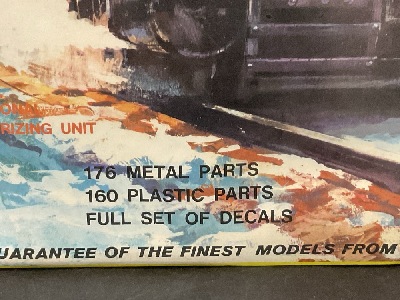 RIZING UNIT
176 METAL PARTS
160 PLASTIC PARTS
FULL SET OF DECALS
UARANTEE OF THE FINEST MODELS FROM